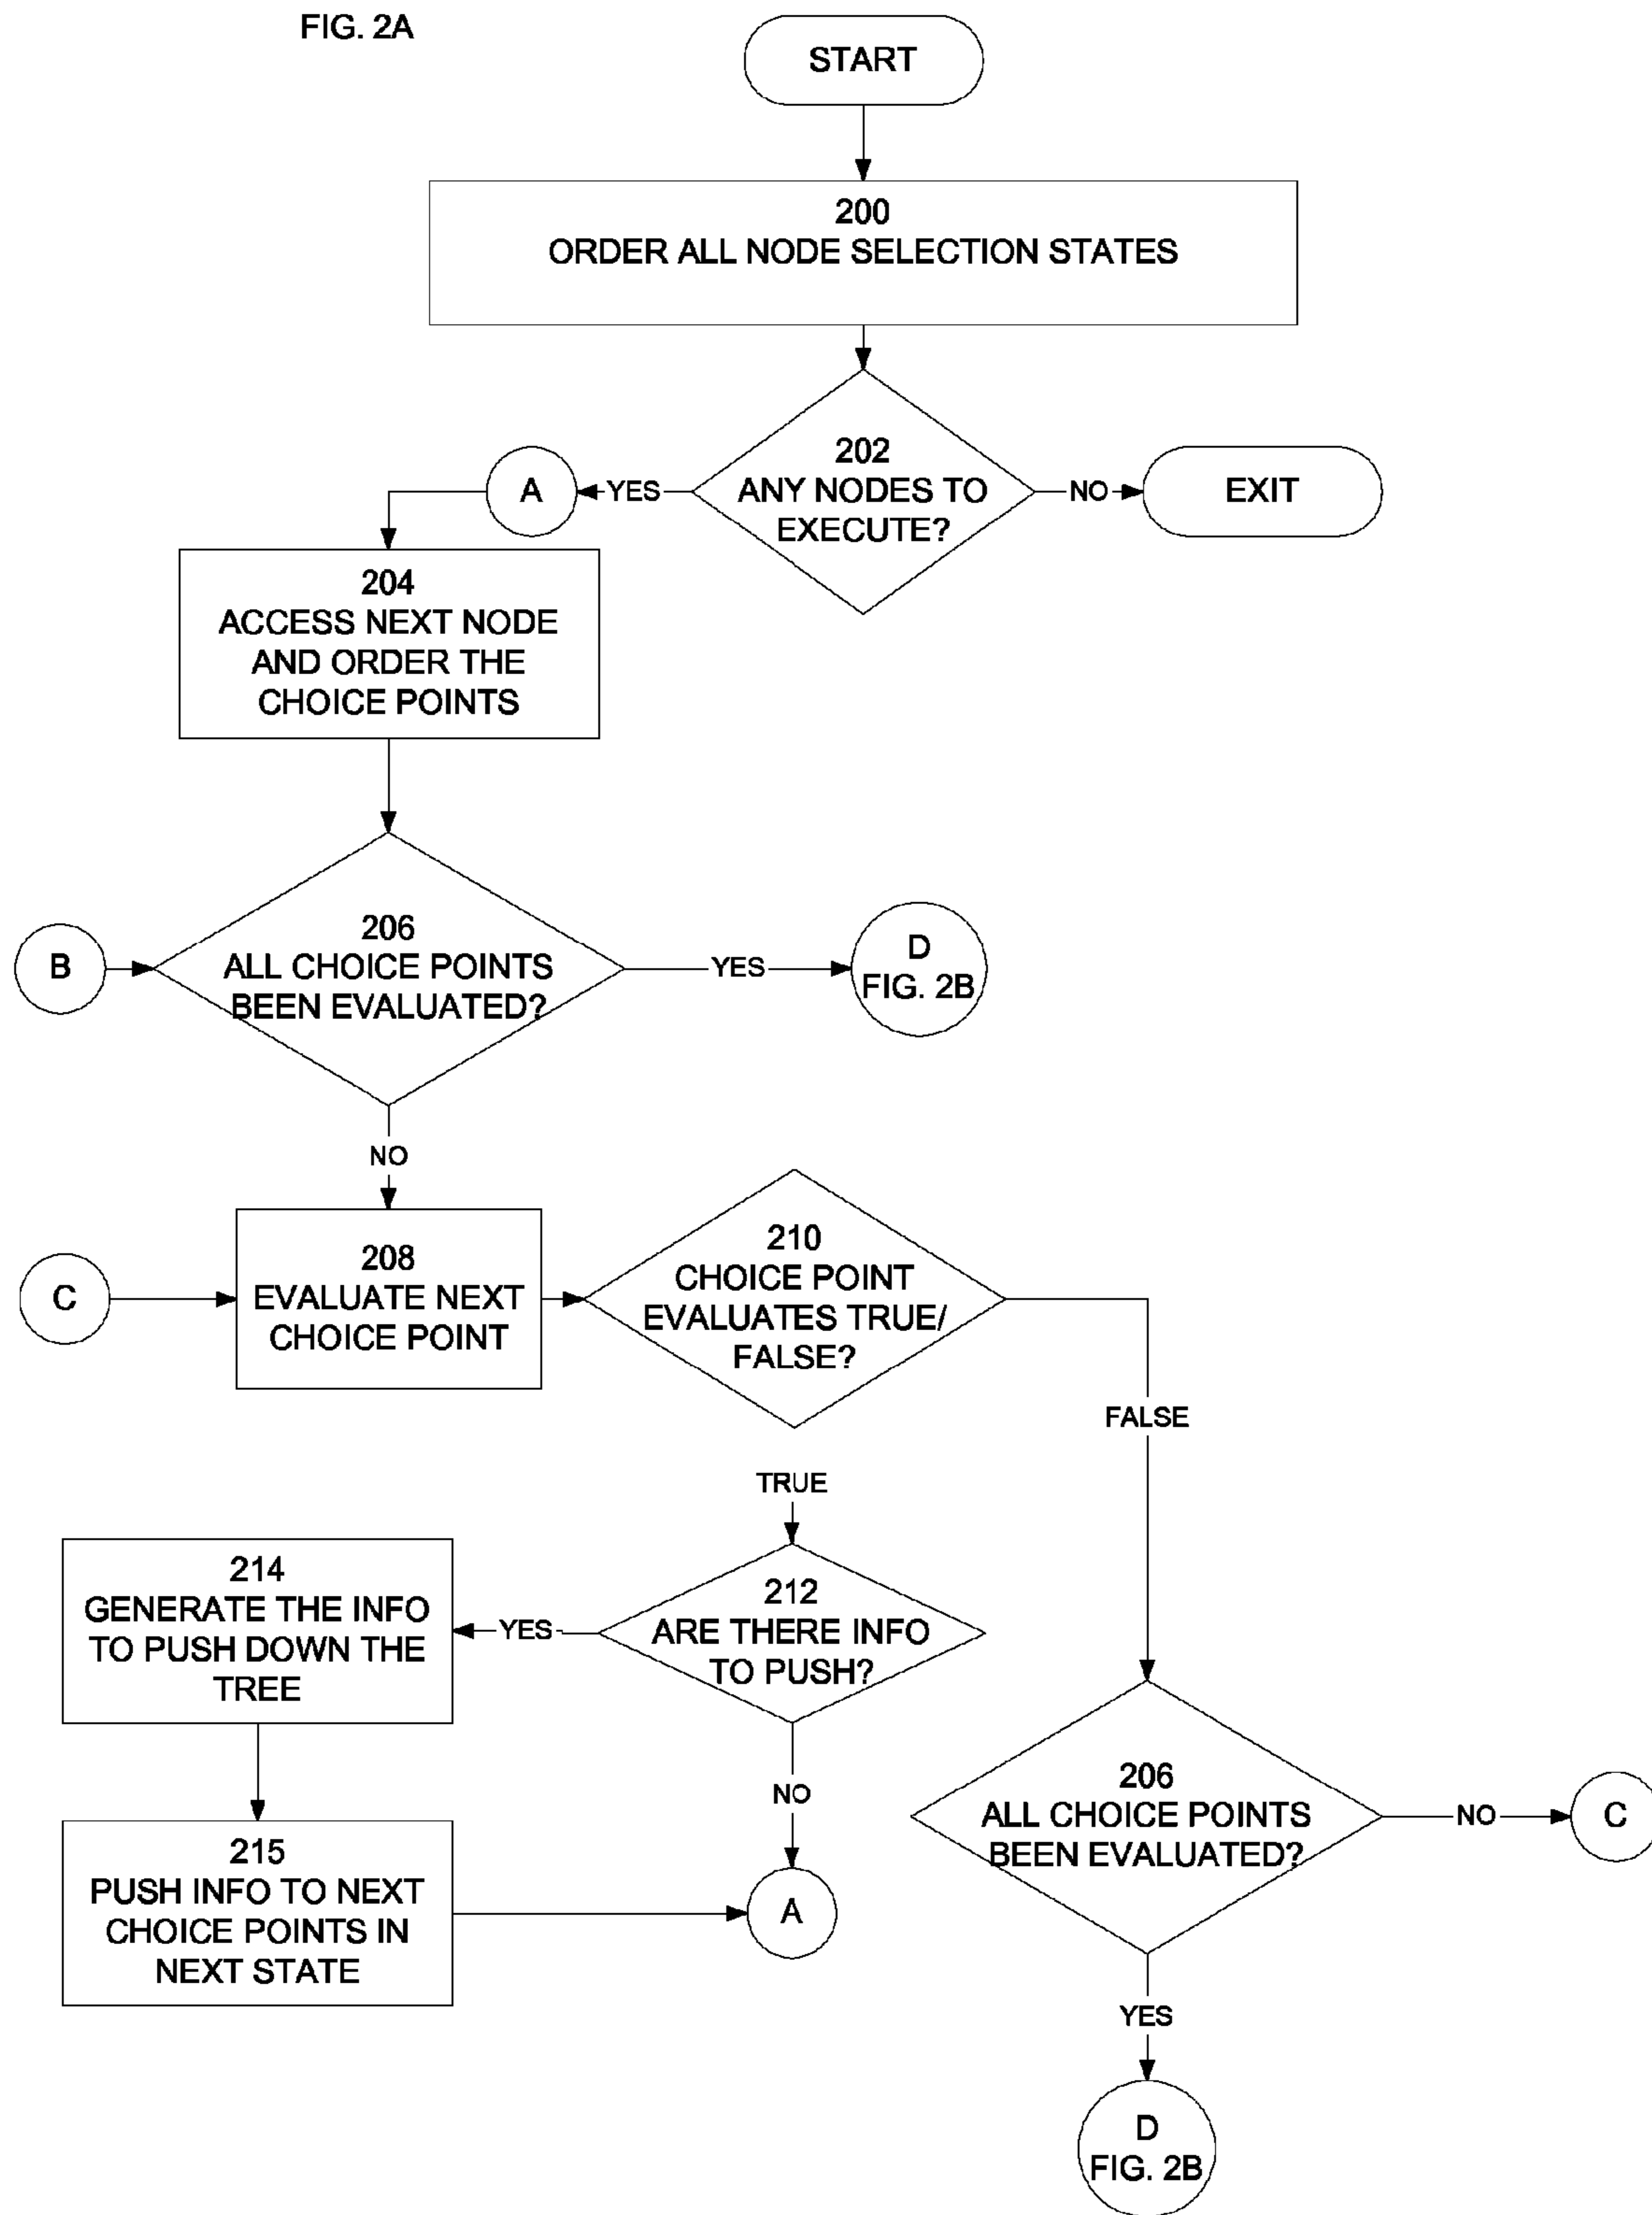 FIG. 2A
START
200
ORDER ALL NODE SELECTION STATES
202
ANY NODES TO
EXECUTE?
YES
A
NO
EXIT
204
ACCESS NEXT NODE
AND ORDER THE
CHOICE POINTS
B
206
ALL CHOICE POINTS
BEEN EVALUATED?
YES
D
FIG. 2B
NO
C
208
EVALUATE NEXT
CHOICE POINT
210
CHOICE POINT
EVALUATES TRUE/
FALSE?
FALSE
TRUE
212
ARE THERE INFO
TO PUSH?
YES
214
GENERATE THE INFO
TO PUSH DOWN THE
TREE
NO
215
PUSH INFO TO NEXT
CHOICE POINTS IN
NEXT STATE
A
206
ALL CHOICE POINTS
BEEN EVALUATED?
NO
C
YES
D
FIG. 2B